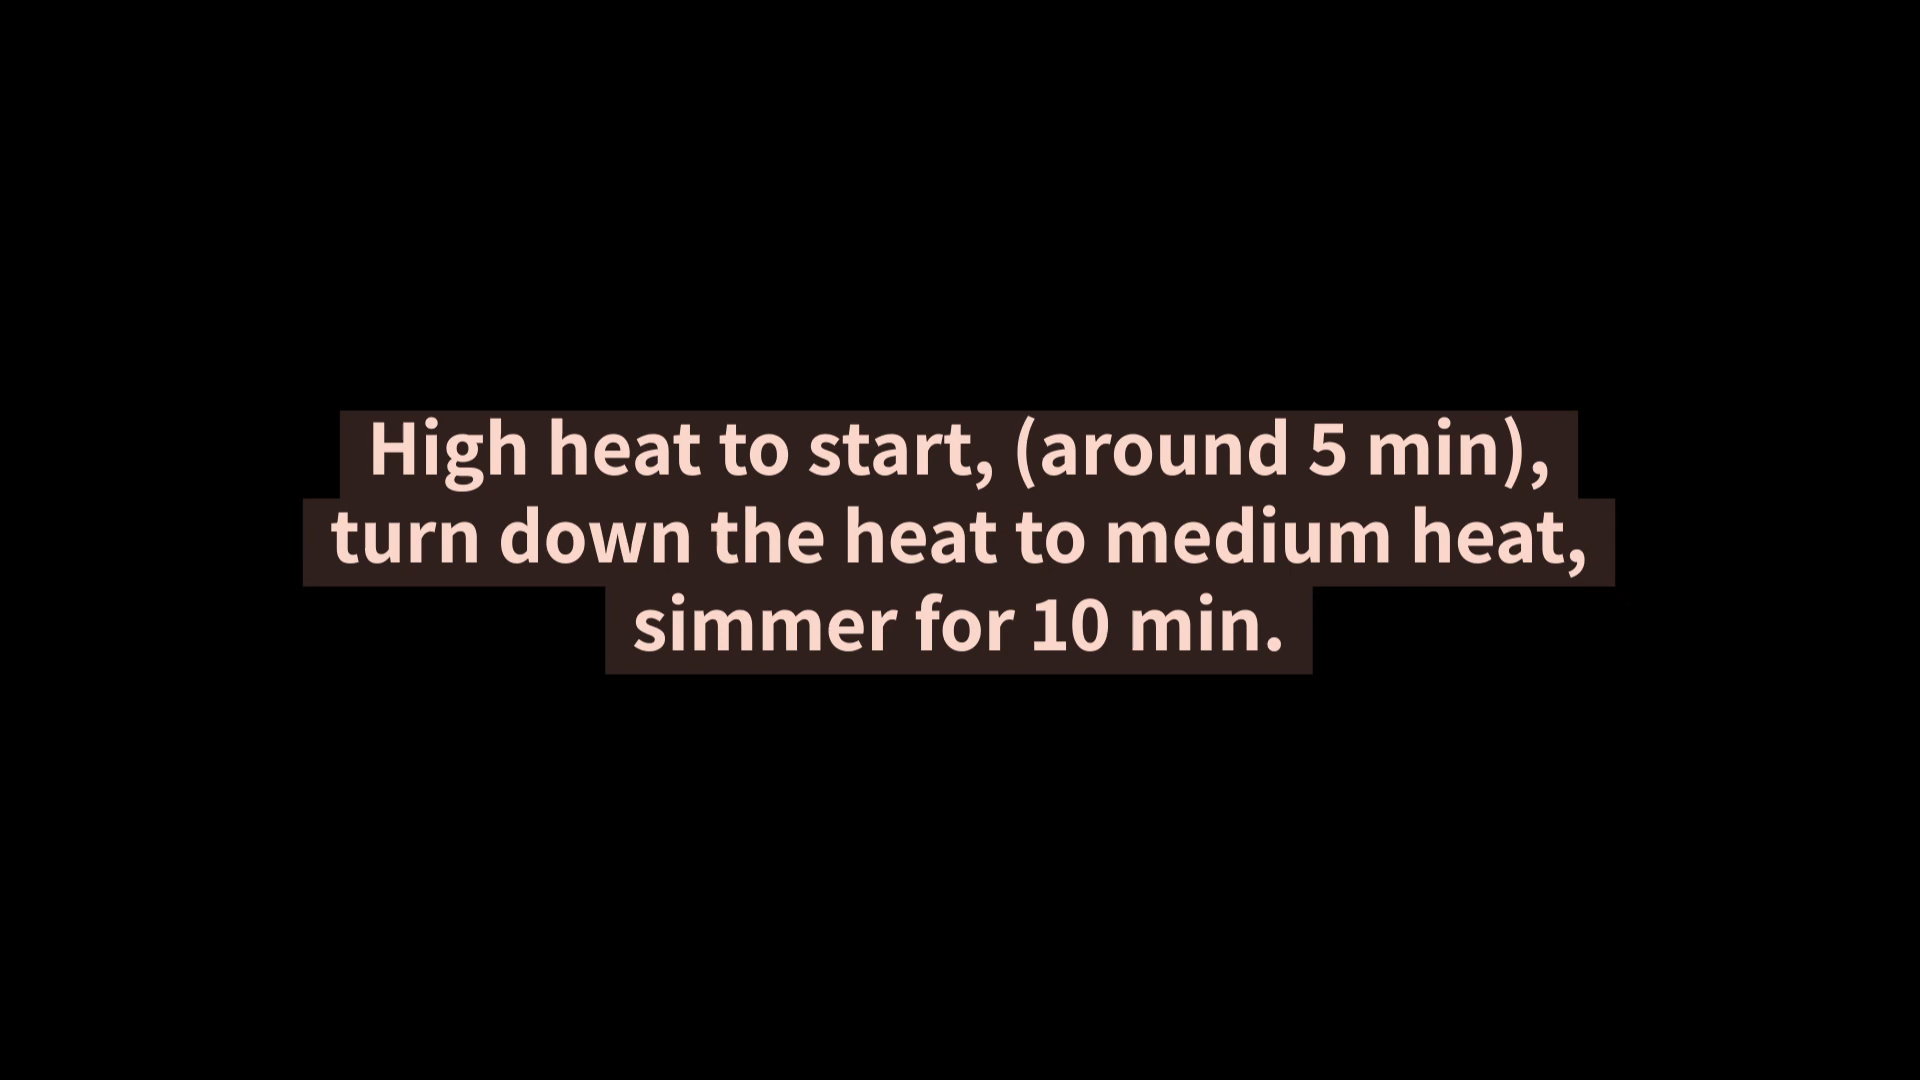 High heat to start, (around 5 min),
turn down the heat to medium heat,
simmer for 10 min.